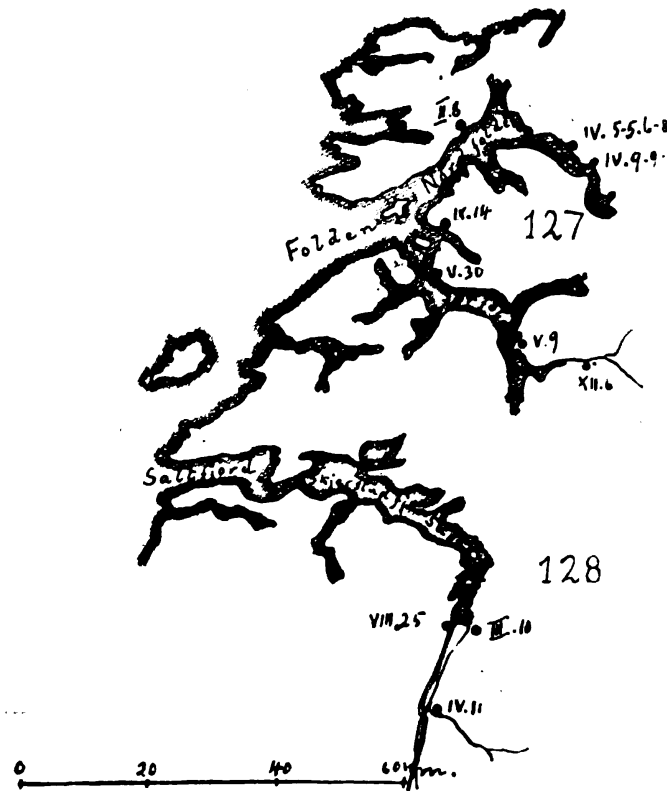 II.8
IV. 5-5.6-8
IV.9-9-
Folden
IV.14
127
V.30
V.9
XII.6
Saltfjord
128
VIII.25
III.10
IV.11
0 20 40 60 km.